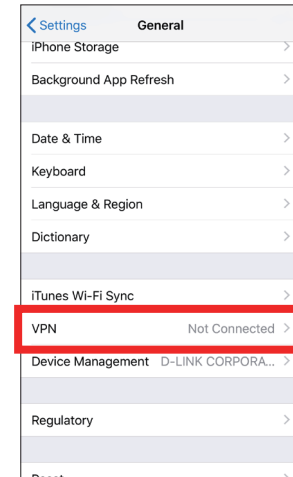 Settings General
iPhone Storage
Background App Refresh
Date & Time
Keyboard
Language & Region
Dictionary
iTunes Wi-Fi Sync
VPN Not Connected
Device Management D-LINK CORPORA...
Regulatory